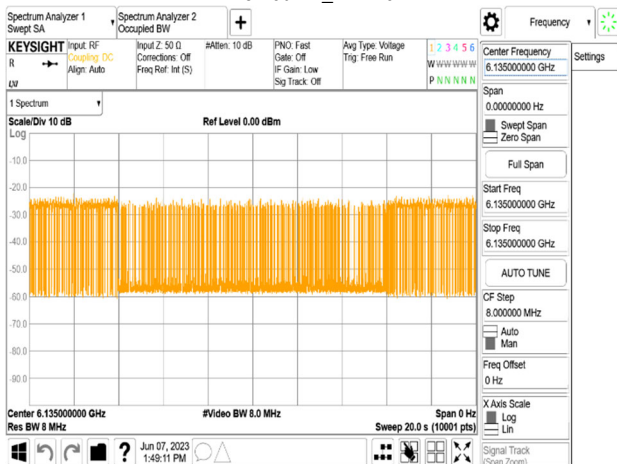 Spectrum Analyzer 1
Swept SA
Spectrum Analyzer 2
Occupied BW
+
Frequency
KEYSIGHT
R
Input: RF
Coupling: DC
Align: Auto
Input Z: 50 Ω
Corrections: Off
Freq Ref: Int (S)
#Atten: 10 dB
PNO: Fast
Gate: Off
IF Gain: Low
Sig Track: Off
Avg Type: Voltage
Trig: Free Run
1 2 3 4 5 6
W W W W W W
P N N N N N
1 Spectrum
Scale/Div 10 dB
Ref Level 0.00 dBm
Log
-10.0
-20.0
-30.0
-40.0
-50.0
-60.0
-70.0
-80.0
-90.0
Center 6.135000000 GHz
Res BW 8 MHz
#Video BW 8.0 MHz
Span 0 Hz
Sweep 20.0 s (10001 pts)
?
Jun 07, 2023
1:49:11 PM
Center Frequency
6.135000000 GHz
Span
0.00000000 Hz
Swept Span
Zero Span
Full Span
Start Freq
6.135000000 GHz
Stop Freq
6.135000000 GHz
AUTO TUNE
CF Step
8.000000 MHz
Auto
Man
Freq Offset
0 Hz
X Axis Scale
Log
Lin
Signal Track
(Span Zoom)
Settings